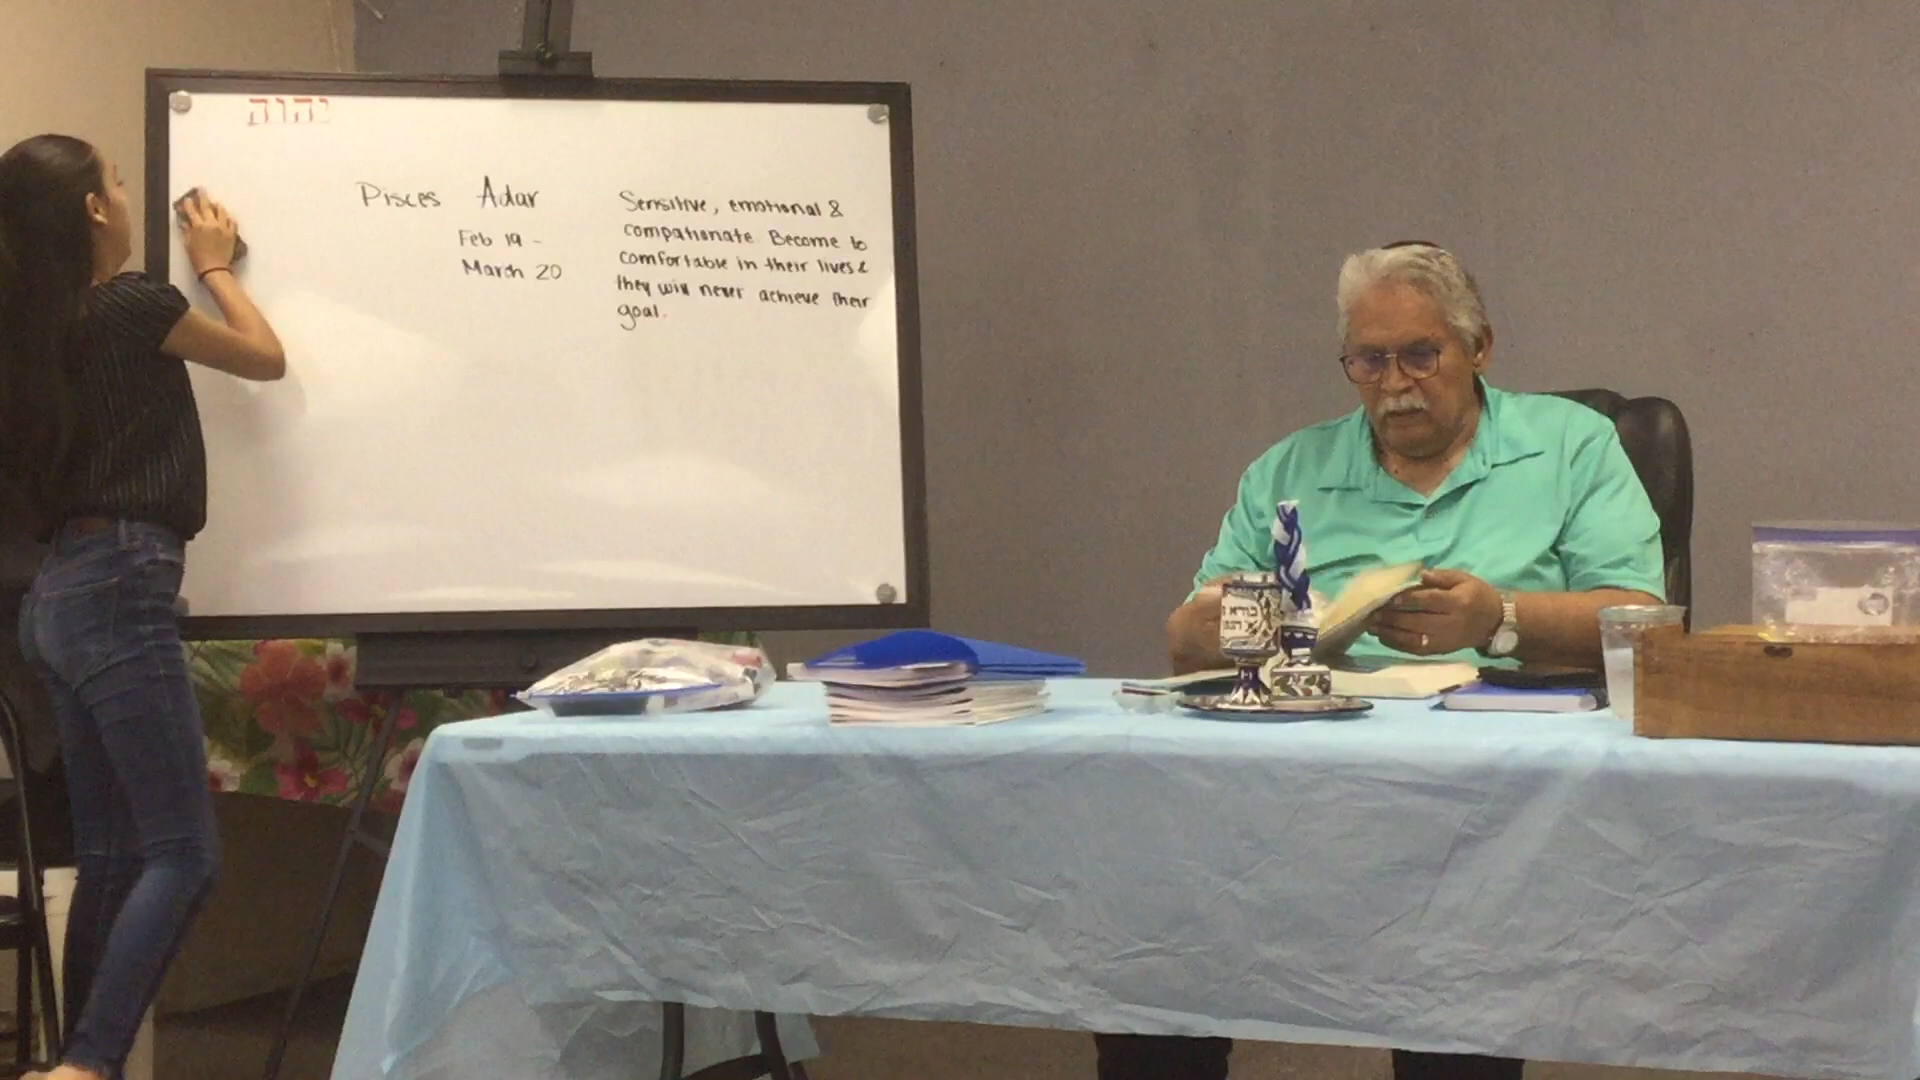 יהוה
Pisces Adar
Feb 19 -
March 20
Sensitive, emotional &
compationate. Become to
comfortable in their lives &
they will never achieve their
goal.
בורא